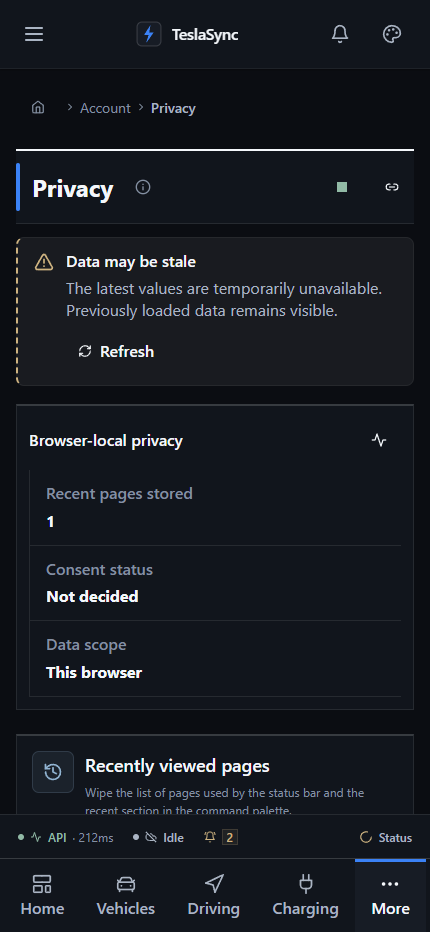 TeslaSync
Account
Privacy
Privacy
Data may be stale
The latest values are temporarily unavailable.
Previously loaded data remains visible.
Refresh
Browser-local privacy
Recent pages stored
1
Consent status
Not decided
Data scope
This browser
Recently viewed pages
Wipe the list of pages used by the status bar and the
recent section in the command palette.
API · 212ms Idle 2 Status
Home Vehicles Driving Charging More